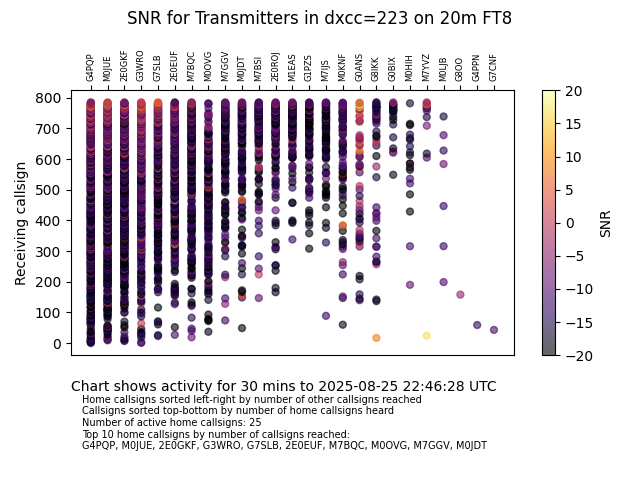 SNR for Transmitters in dxcc=223 on 20m FT8
G4PQP M0JUE 2E0GKF G3WRO G7SLB 2E0EUF M7BQC M0OVG M7GGV M0JDT M7BSI 2E0ROJ M1EAS G1PZS M7IJS M0KNF G0ANS G8IKK G0BIX M0HIH M7YVZ M0LJB G8OO G4PPN G7CNF
Receiving callsign
800
700
600
500
400
300
200
100
0
20
15
10
5
0
−5
−10
−15
−20
SNR
Chart shows activity for 30 mins to 2025-08-25 22:46:28 UTC
Home callsigns sorted left-right by number of other callsigns reached
Callsigns sorted top-bottom by number of home callsigns heard
Number of active home callsigns: 25
Top 10 home callsigns by number of callsigns reached:
G4PQP, M0JUE, 2E0GKF, G3WRO, G7SLB, 2E0EUF, M7BQC, M0OVG, M7GGV, M0JDT